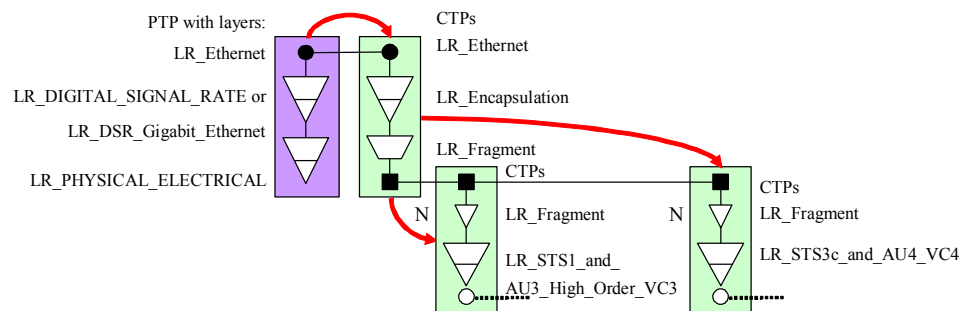 PTP with layers:
CTPs
LR_Ethernet
LR_Ethernet
LR_DIGITAL_SIGNAL_RATE or
LR_Encapsulation
LR_DSR_Gigabit_Ethernet
LR_Fragment
LR_PHYSICAL_ELECTRICAL
CTPs
CTPs
N
LR_Fragment
N
LR_Fragment
LR_STS1_and_
AU3_High_Order_VC3
LR_STS3c_and_AU4_VC4